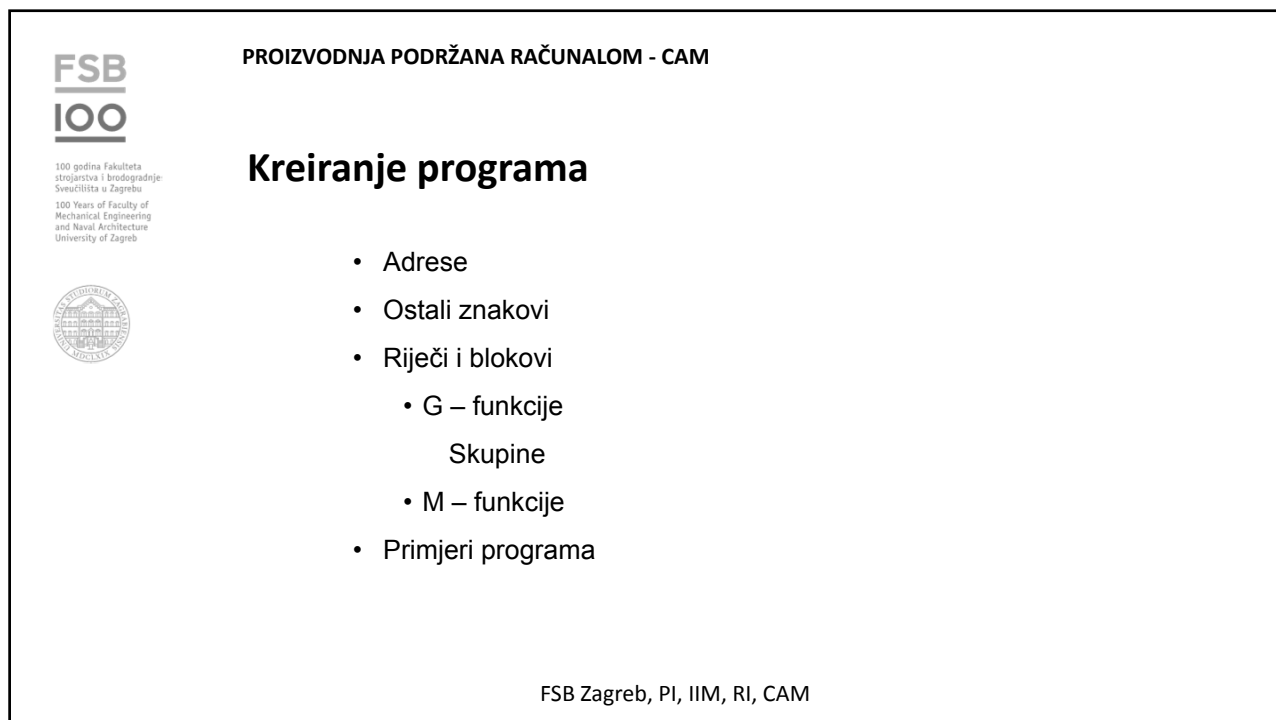 FSB
100
100 godina Fakulteta
strojarstva i brodogradnje
Sveučilišta u Zagrebu
100 Years of Faculty of
Mechanical Engineering
and Naval Architecture
University of Zagreb
PROIZVODNJA PODRŽANA RAČUNALOM - CAM
Kreiranje programa
• Adrese
• Ostali znakovi
• Riječi i blokovi
• G – funkcije
Skupine
• M – funkcije
• Primjeri programa
FSB Zagreb, PI, IIM, RI, CAM